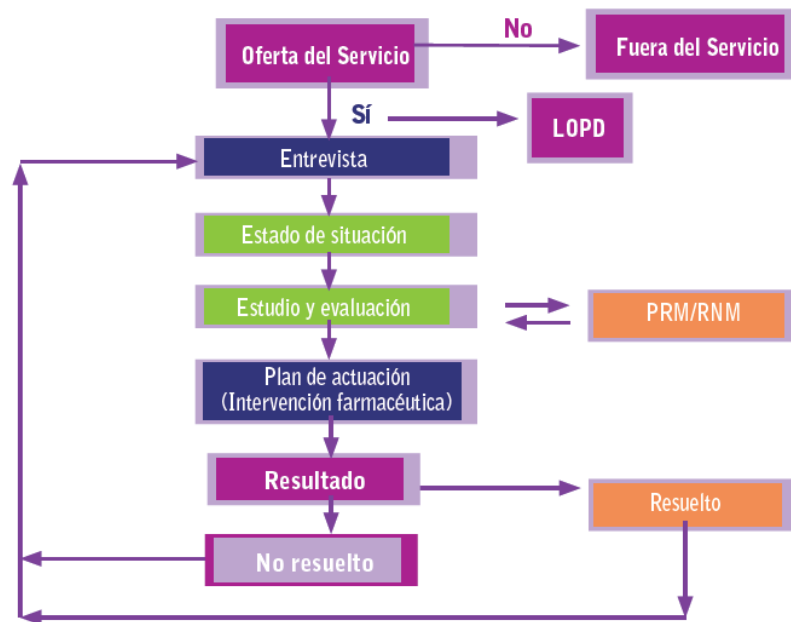 Oferta del Servicio
No
Fuera del Servicio
Sí
LOPD
Entrevista
Estado de situación
Estudio y evaluación
PRM/RNM
Plan de actuación
(Intervención farmacéutica)
Resultado
Resuelto
No resuelto